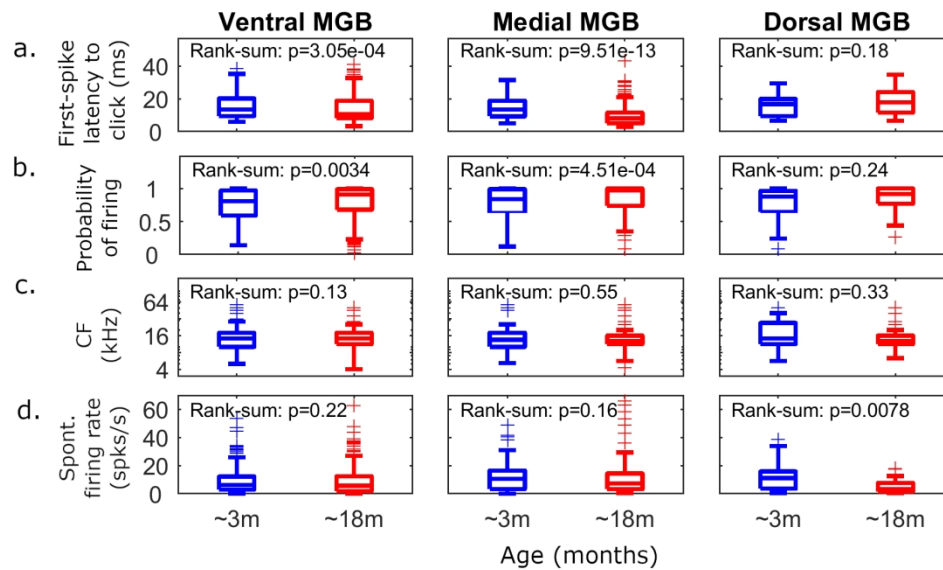 Ventral MGB Medial MGB Dorsal MGB
a.
First-spike
latency to
click (ms)
40
20
0
Rank-sum: p=3.05e-04
Rank-sum: p=9.51e-13
Rank-sum: p=0.18
b.
Probability
of firing
1
0.5
0
Rank-sum: p=0.0034
Rank-sum: p=4.51e-04
Rank-sum: p=0.24
c.
CF
(kHz)
64
16
4
Rank-sum: p=0.13
Rank-sum: p=0.55
Rank-sum: p=0.33
d.
Spont.
firing rate
(spks/s)
60
40
20
0
Rank-sum: p=0.22
Rank-sum: p=0.16
Rank-sum: p=0.0078
~3m ~18m ~3m ~18m ~3m ~18m
Age (months)